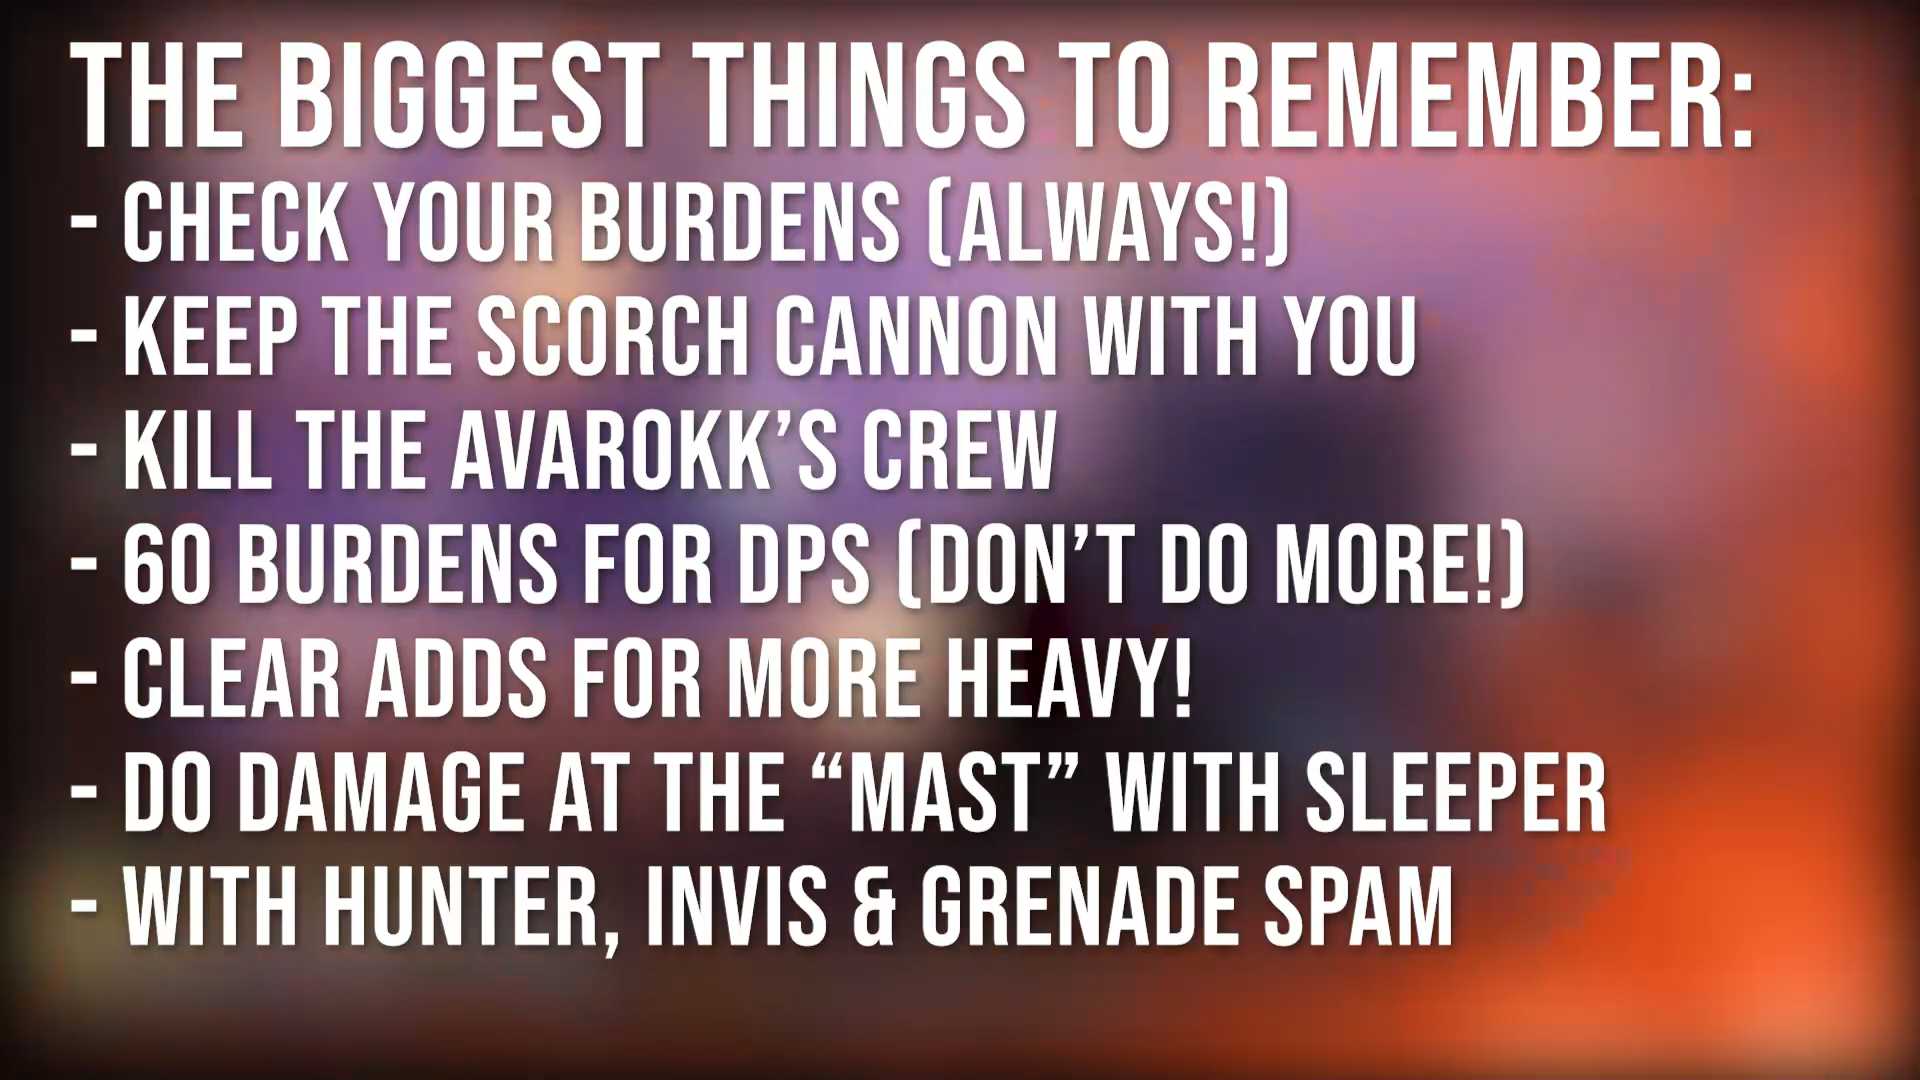 THE BIGGEST THINGS TO REMEMBER:
- CHECK YOUR BURDENS (ALWAYS!)
- KEEP THE SCORCH CANNON WITH YOU
- KILL THE AVAROKK’S CREW
- 60 BURDENS FOR DPS (DON’T DO MORE!)
- CLEAR ADDS FOR MORE HEAVY!
- DO DAMAGE AT THE “MAST” WITH SLEEPER
- WITH HUNTER, INVIS & GRENADE SPAM